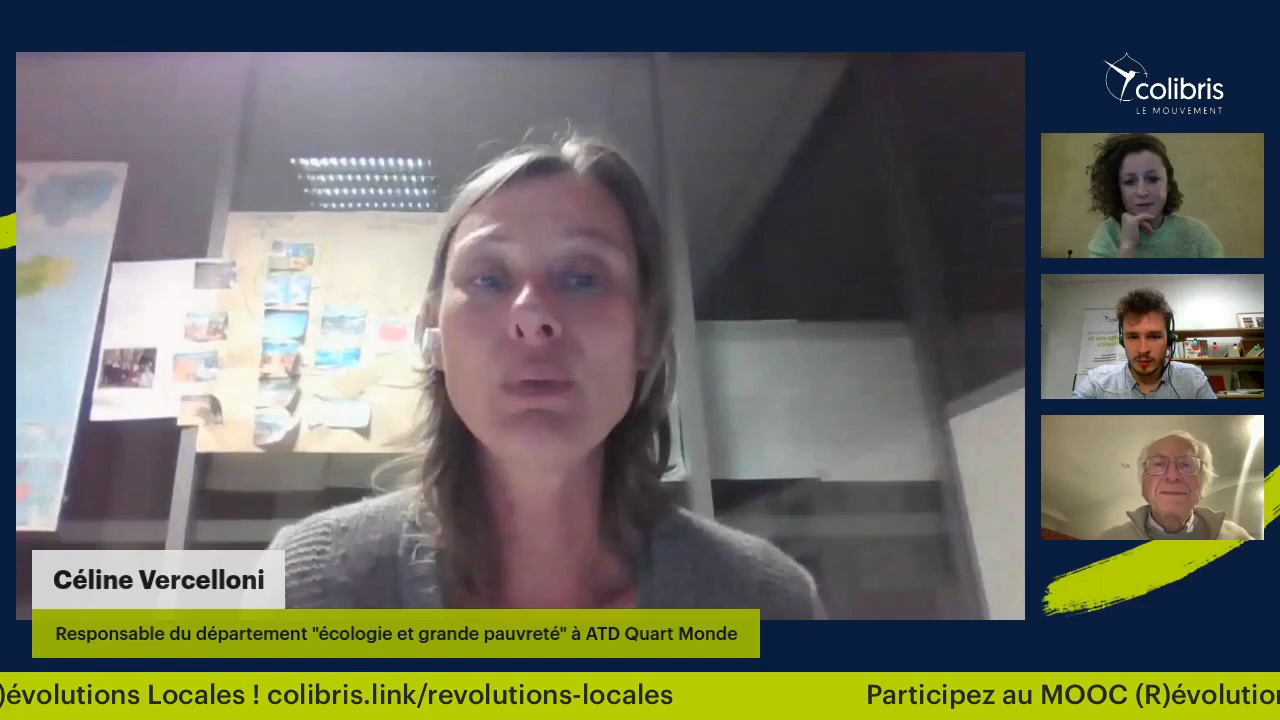 colibris
LE MOUVEMENT
Céline Vercelloni
Responsable du département "écologie et grande pauvreté" à ATD Quart Monde
)évolutions Locales ! colibris.link/revolutions-locales Participez au MOOC (R)évolution